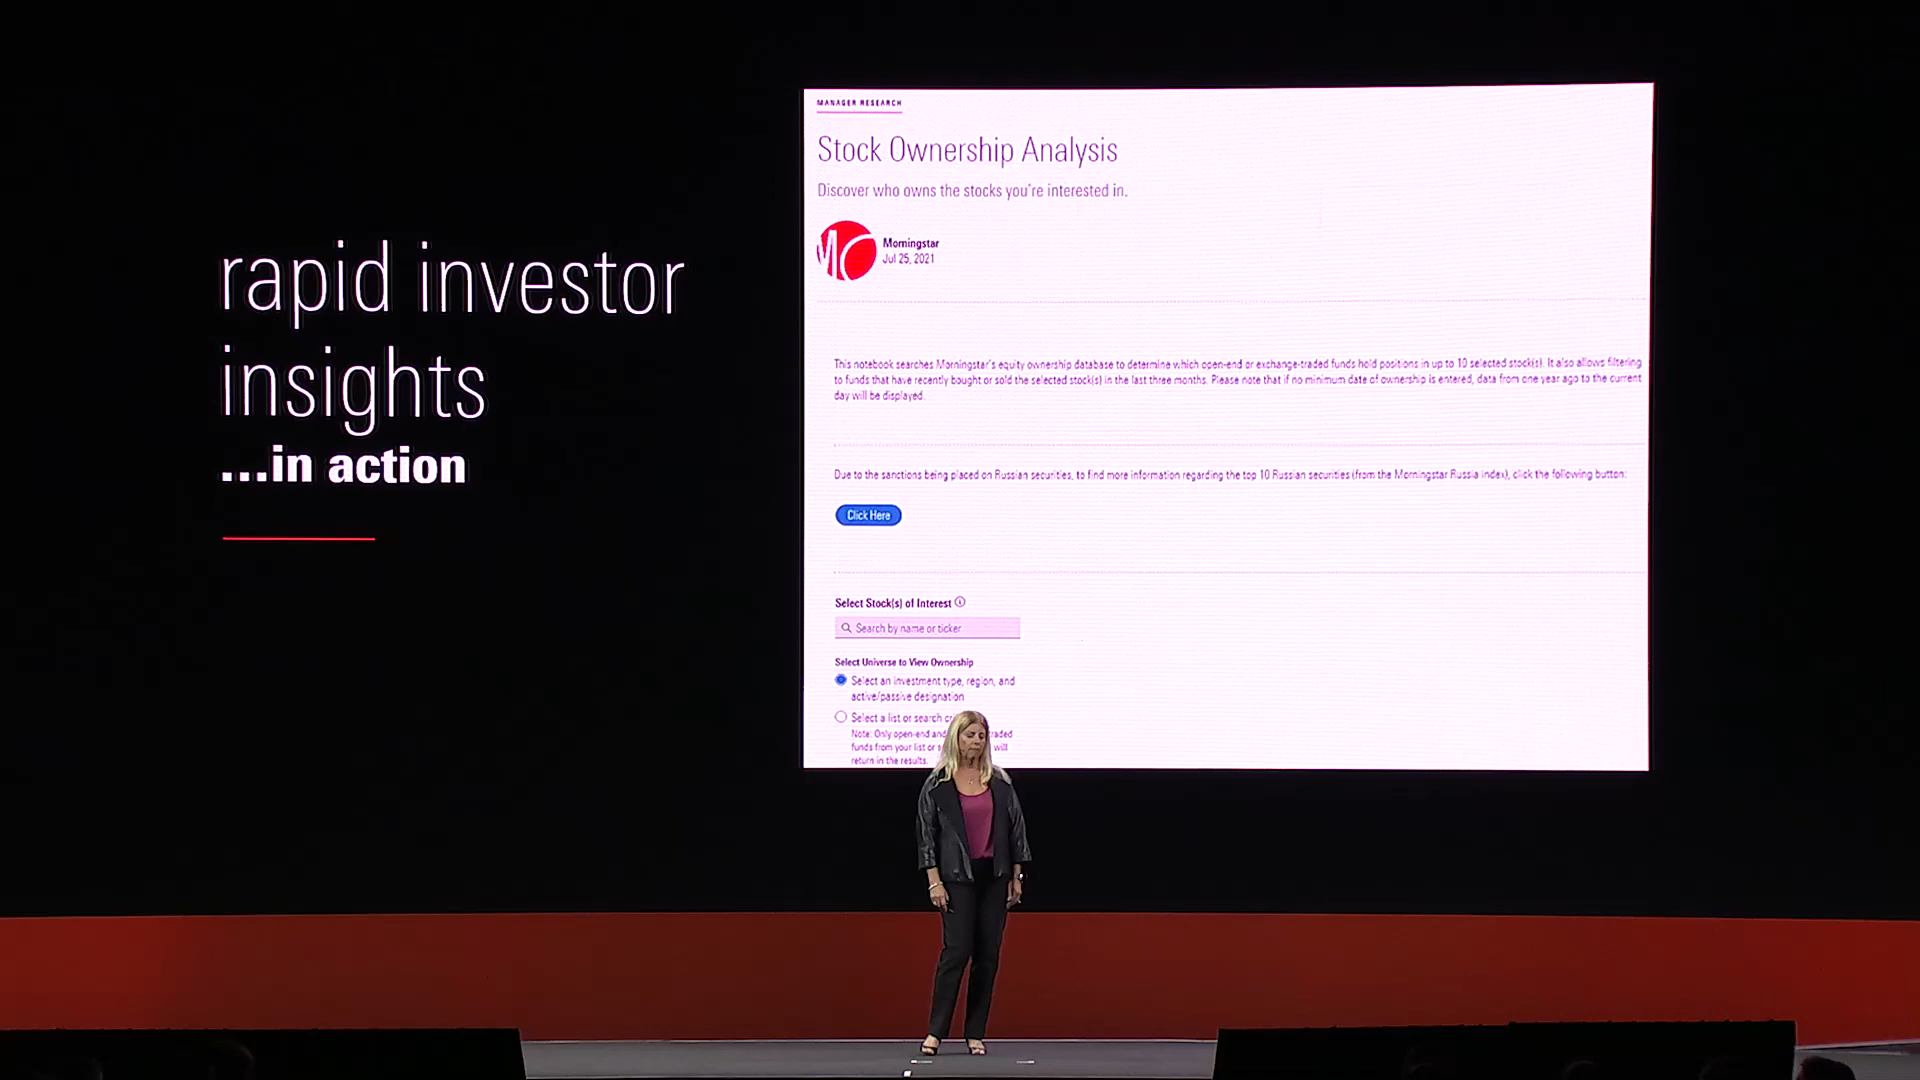 rapid investor
insights
...in action
MANAGER RESEARCH
Stock Ownership Analysis
Discover who owns the stocks you're interested in.
Morningstar
Jul 25, 2021
This notebook searches Morningstar's equity ownership database to determine which open-end or exchange-traded funds hold positions in up to 10 selected stock(s). It also allows filtering
to funds that have recently bought or sold the selected stock(s) in the last three months. Please note that if no minimum date of ownership is entered, data from one year ago to the current
day will be displayed.
Due to the sanctions being placed on Russian securities, to find more information regarding the top 10 Russian securities (from the Morningstar Russia index), click the following button:
Click Here
Select Stock(s) of Interest
Search by name or ticker
Select Universe to View Ownership
Select an investment type, region, and
active/passive designation
Select a list or search
Note: Only open-end and traded
funds from your list or will
return in the results.